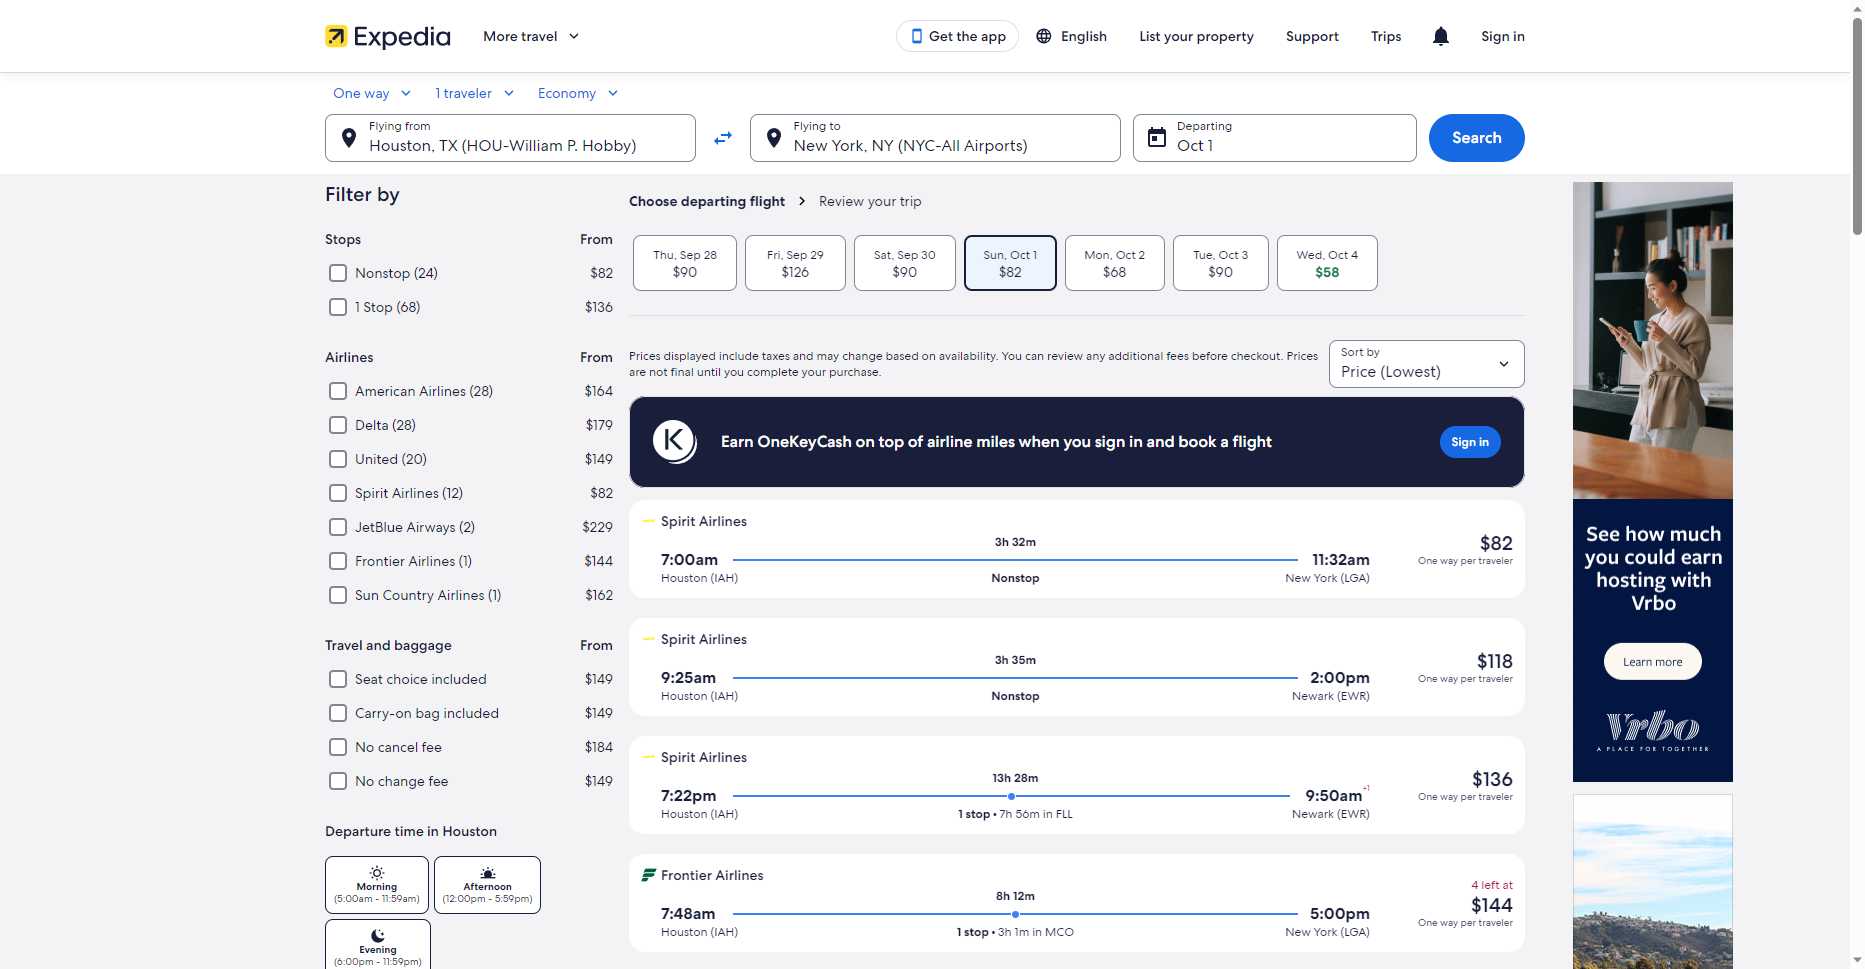 Expedia
More travel
Get the app
English
List your property
Support
Trips
Sign in
One way
1 traveler
Economy
Flying from
Houston, TX (HOU-William P. Hobby)
Flying to
New York, NY (NYC-All Airports)
Departing
Oct 1
Search
Filter by
Stops From
Nonstop (24) $82
1 Stop (68) $136
Airlines From
American Airlines (28) $164
Delta (28) $179
United (20) $149
Spirit Airlines (12) $82
JetBlue Airways (2) $229
Frontier Airlines (1) $144
Sun Country Airlines (1) $162
Travel and baggage From
Seat choice included $149
Carry-on bag included $149
No cancel fee $184
No change fee $149
Departure time in Houston
Morning
(5:00am - 11:59am)
Afternoon
(12:00pm - 5:59pm)
Evening
(6:00pm - 11:59pm)
Choose departing flight
Review your trip
Thu, Sep 28
$90
Fri, Sep 29
$126
Sat, Sep 30
$90
Sun, Oct 1
$82
Mon, Oct 2
$68
Tue, Oct 3
$90
Wed, Oct 4
$58
Prices displayed include taxes and may change based on availability. You can review any additional fees before checkout. Prices
are not final until you complete your purchase.
Sort by
Price (Lowest)
K
Earn OneKeyCash on top of airline miles when you sign in and book a flight
Sign in
Spirit Airlines
3h 32m
7:00am
11:32am
Houston (IAH)
Nonstop
New York (LGA)
$82
One way per traveler
Spirit Airlines
3h 35m
9:25am
2:00pm
Houston (IAH)
Nonstop
Newark (EWR)
$118
One way per traveler
Spirit Airlines
13h 28m
7:22pm
9:50am+1
Houston (IAH)
1 stop • 7h 56m in FLL
Newark (EWR)
$136
One way per traveler
Frontier Airlines
8h 12m
7:48am
5:00pm
Houston (IAH)
1 stop • 3h 1m in MCO
New York (LGA)
4 left at
$144
One way per traveler
See how much
you could earn
hosting with
Vrbo
Learn more
Vrbo
A PLACE FOR TOGETHER